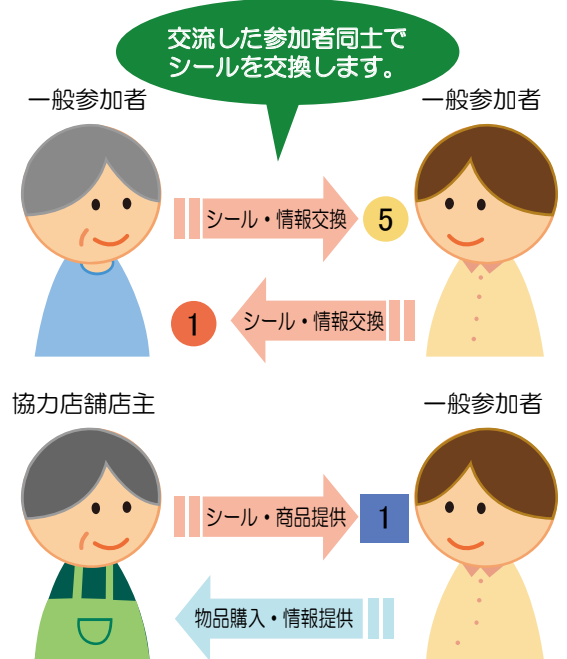 交流した参加者同士で
シールを交換します。
一般参加者
一般参加者
シール・情報交換
5
1
シール・情報交換
協力店舗店主
一般参加者
シール・商品提供
1
物品購入・情報提供